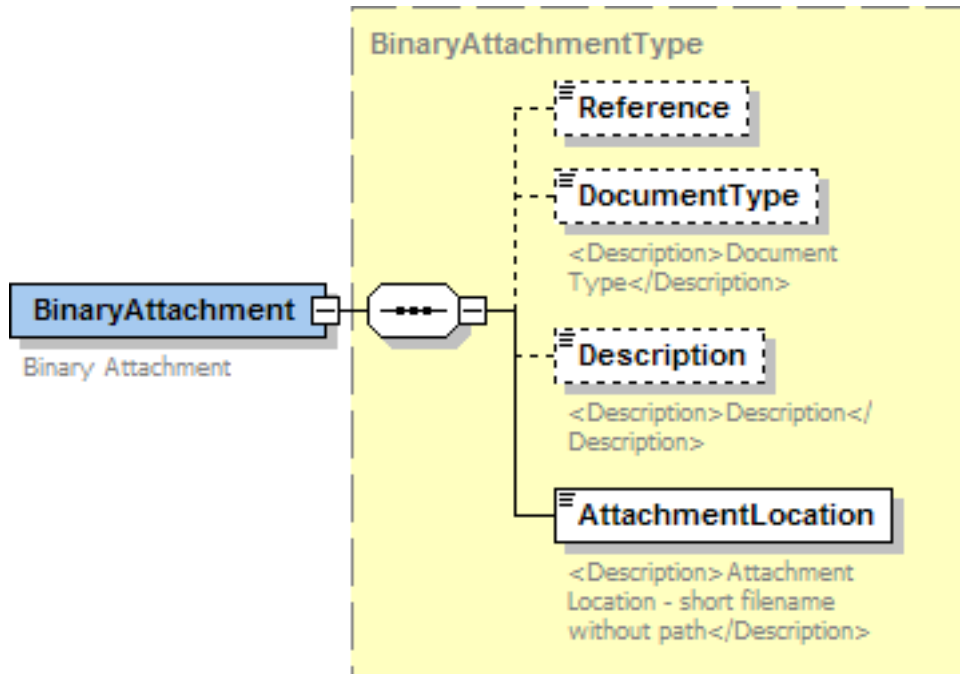 BinaryAttachmentType
Reference
DocumentType
<Description>Document
Type</Description>
BinaryAttachment
Binary Attachment
Description
<Description>Description</
Description>
AttachmentLocation
<Description>Attachment
Location - short filename
without path</Description>